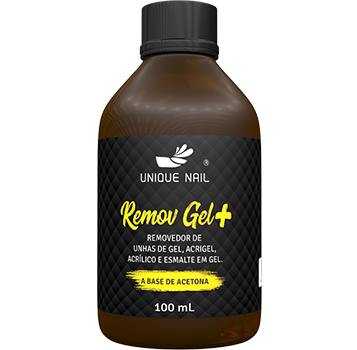 UNIQUE NAIL ®
Remov Gel+
REMOVEDOR DE
UNHAS DE GEL, ACRIGEL,
ACRÍLICO E ESMALTE EM GEL.
A BASE DE ACETONA
100 mL